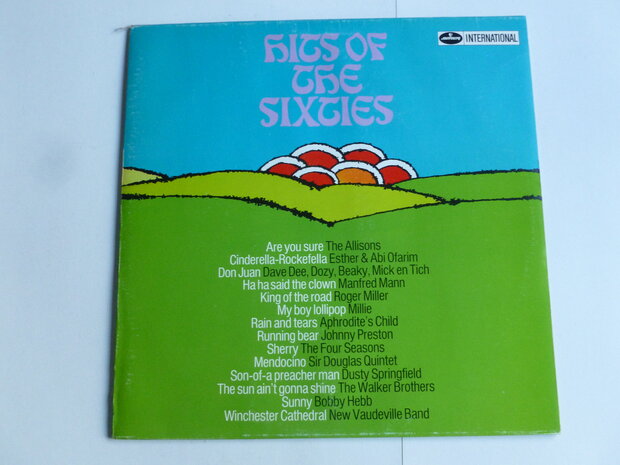 HITS OF
THE
SIXTIES
mercury INTERNATIONAL
Are you sure The Allisons
Cinderella-Rockefella Esther & Abi Ofarim
Don Juan Dave Dee, Dozy, Beaky, Mick en Tich
Ha ha said the clown Manfred Mann
King of the road Roger Miller
My boy lollipop Millie
Rain and tears Aphrodite's Child
Running bear Johnny Preston
Sherry The Four Seasons
Mendocino Sir Douglas Quintet
Son-of-a preacher man Dusty Springfield
The sun ain't gonna shine The Walker Brothers
Sunny Bobby Hebb
Winchester Cathedral New Vaudeville Band